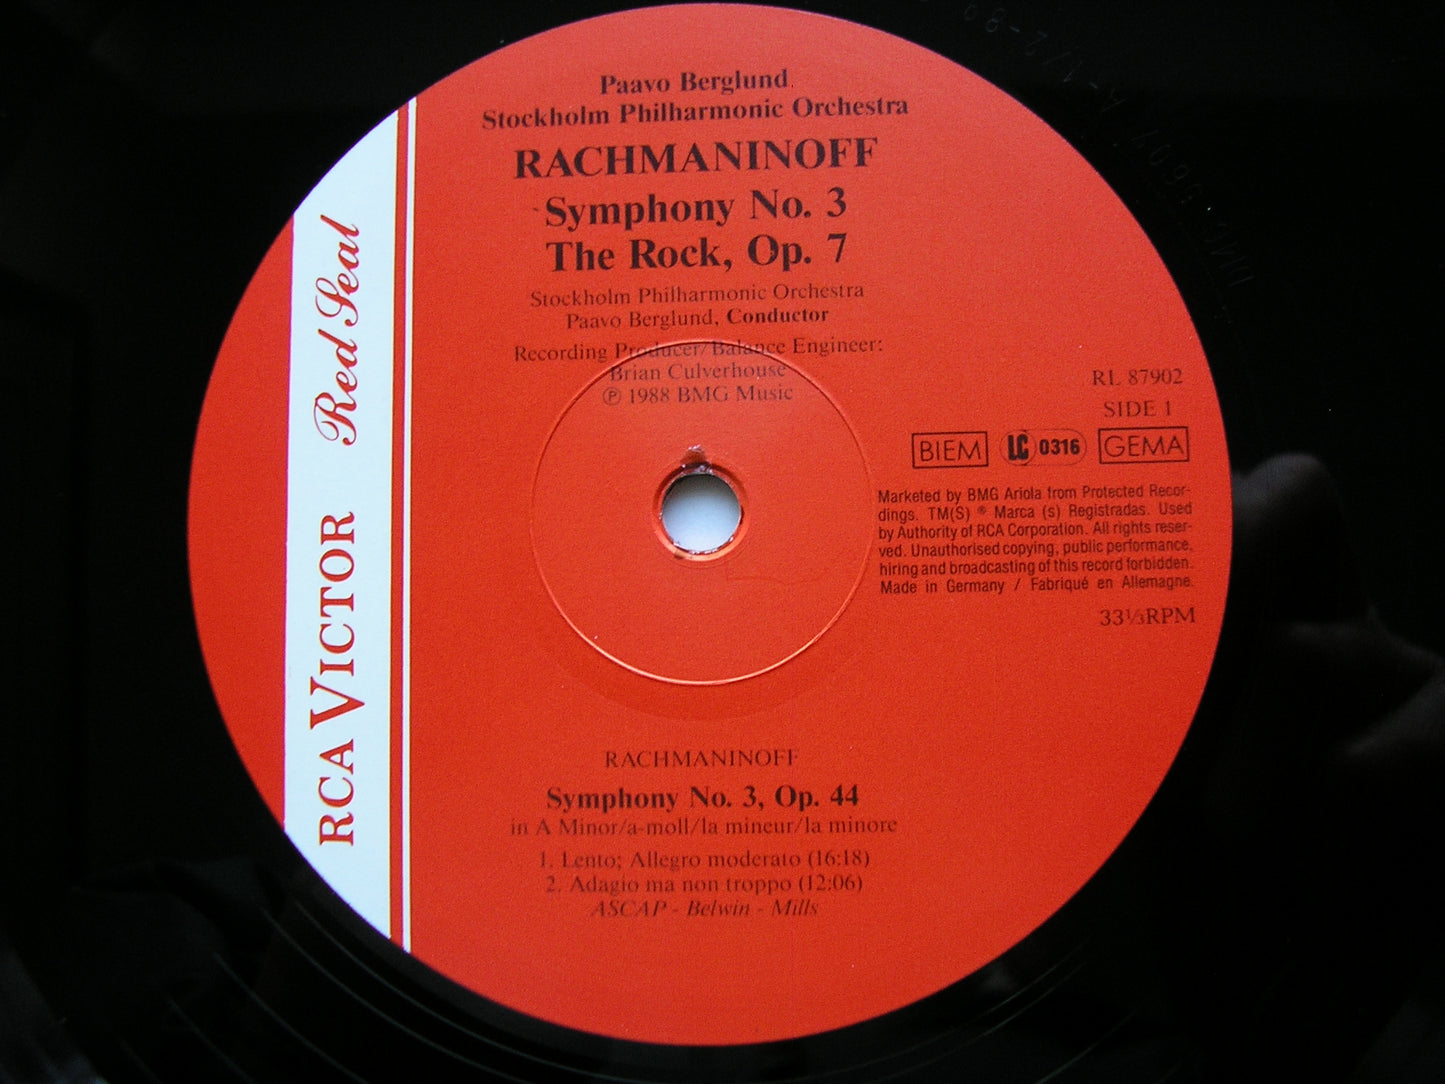 Paavo Berglund
Stockholm Philharmonic Orchestra
RACHMANINOFF
Symphony No. 3
The Rock, Op. 7
Stockholm Philharmonic Orchestra
Paavo Berglund, Conductor
Recording Producer/Balance Engineer:
Brian Culverhouse
℗ 1988 BMG Music
RCA VICTOR Red Seal
RL 87902
SIDE 1
BIEM LC 0316 GEMA
Marketed by BMG Ariola from Protected Recor-
dings. TM(S) ® Marca (s) Registradas. Used
by Authority of RCA Corporation. All rights reser-
ved. Unauthorised copying, public performance,
hiring and broadcasting of this record forbidden.
Made in Germany / Fabriqué en Allemagne.
33⅓RPM
RACHMANINOFF
Symphony No. 3, Op. 44
in A Minor/a-moll/la mineur/la minore
1. Lento; Allegro moderato (16:18)
2. Adagio ma non troppo (12:06)
ASCAP - Belwin - Mills